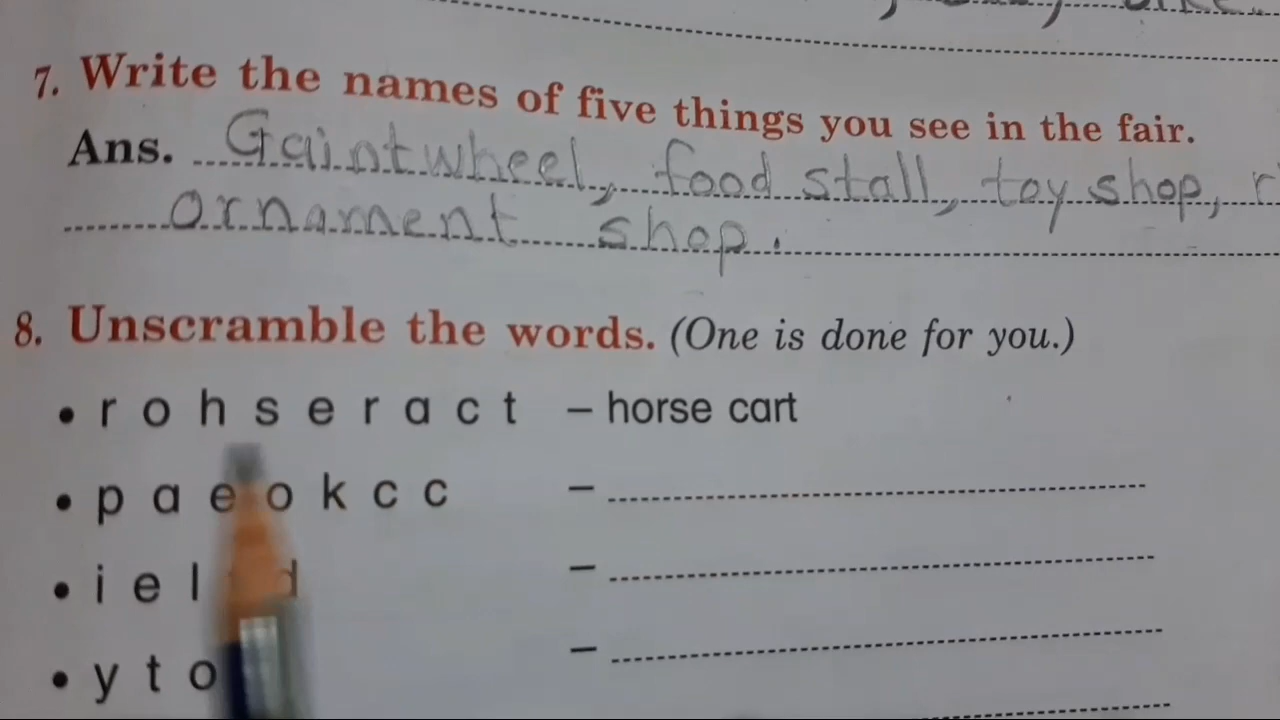 7. Write the names of five things you see in the fair.
Ans. Gaintwheel, food stall, toy shop,
ornament shop.
8. Unscramble the words. (One is done for you.)
• r o h s e r a c t – horse cart
• p a e o k c c –
• i e l d –
• y t o –